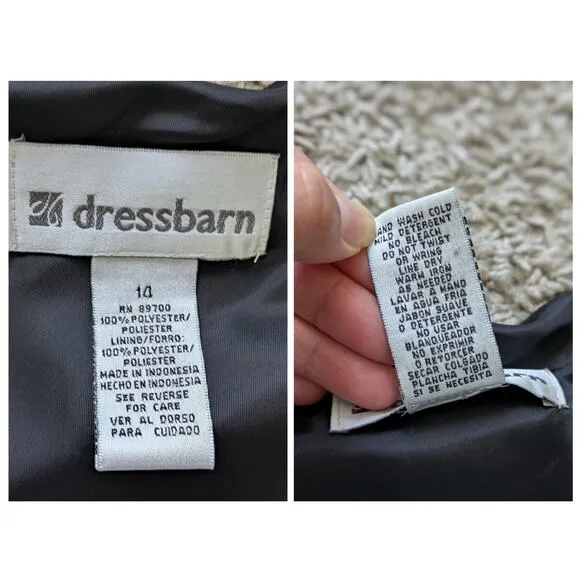 dressbarn
14
RN 89700
100% POLYESTER/
POLIESTER
LINING/FORRO:
100% POLYESTER/
POLIESTER
MADE IN INDONESIA
HECHO EN INDONESIA
SEE REVERSE
FOR CARE
VER AL DORSO
PARA CUIDADO
AND WASH COLD
MILD DETERGENT
NO BLEACH
DO NOT TWIST
OR WRING
LINE DRY
WARM IRON
AS NEEDED
LAVAR A MANO
EN AGUA FRIA
JABON SUAVE
O DETERGENTE
NO USAR
BLANQUEADOR
NO EXPRIMIR
O RETORCER
SECAR COLGADO
PLANCHA TIBIA
SI SE NECESITA